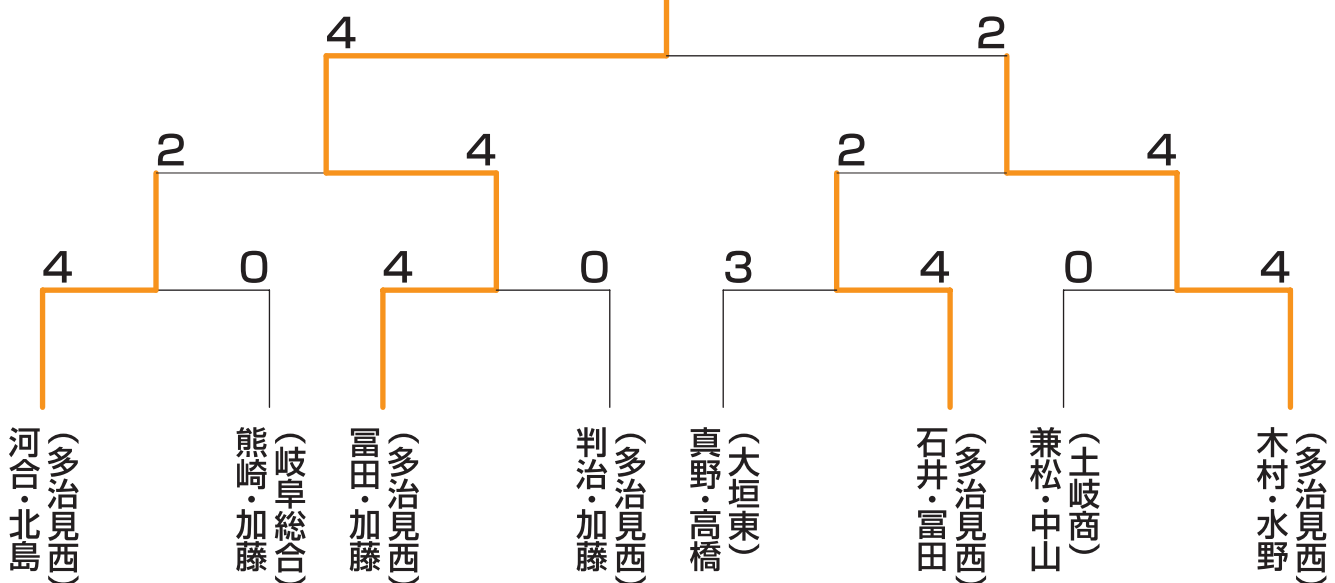 4
2
2
4
2
4
4
0
4
0
3
4
0
4
河合・北島
（多治見西）
熊崎・加藤
（岐阜総合）
冨田・加藤
（多治見西）
判治・加藤
（多治見西）
真野・高橋
（大垣東）
石井・冨田
（多治見西）
兼松・中山
（土岐商）
木村・水野
（多治見西）